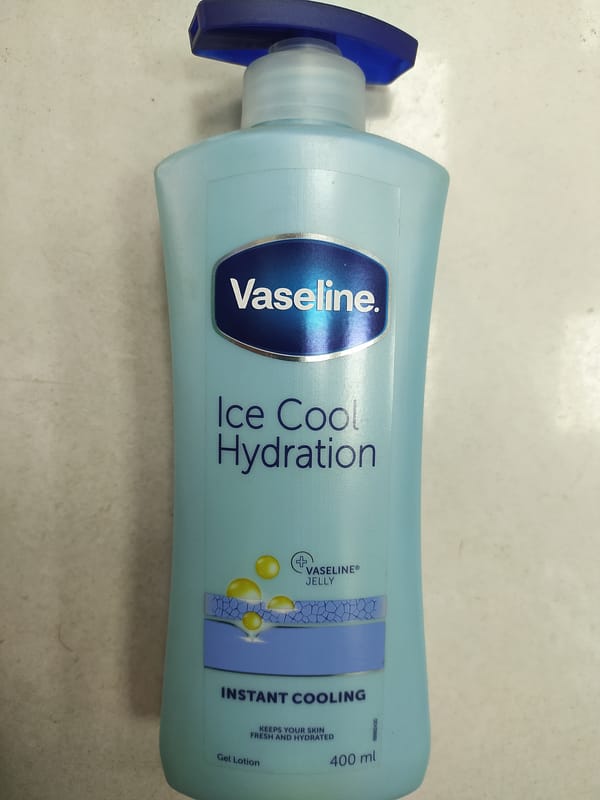 Vaseline.
Ice Cool
Hydration
VASELINE®
JELLY
INSTANT COOLING
KEEPS YOUR SKIN
FRESH AND HYDRATED
Gel Lotion 400 ml